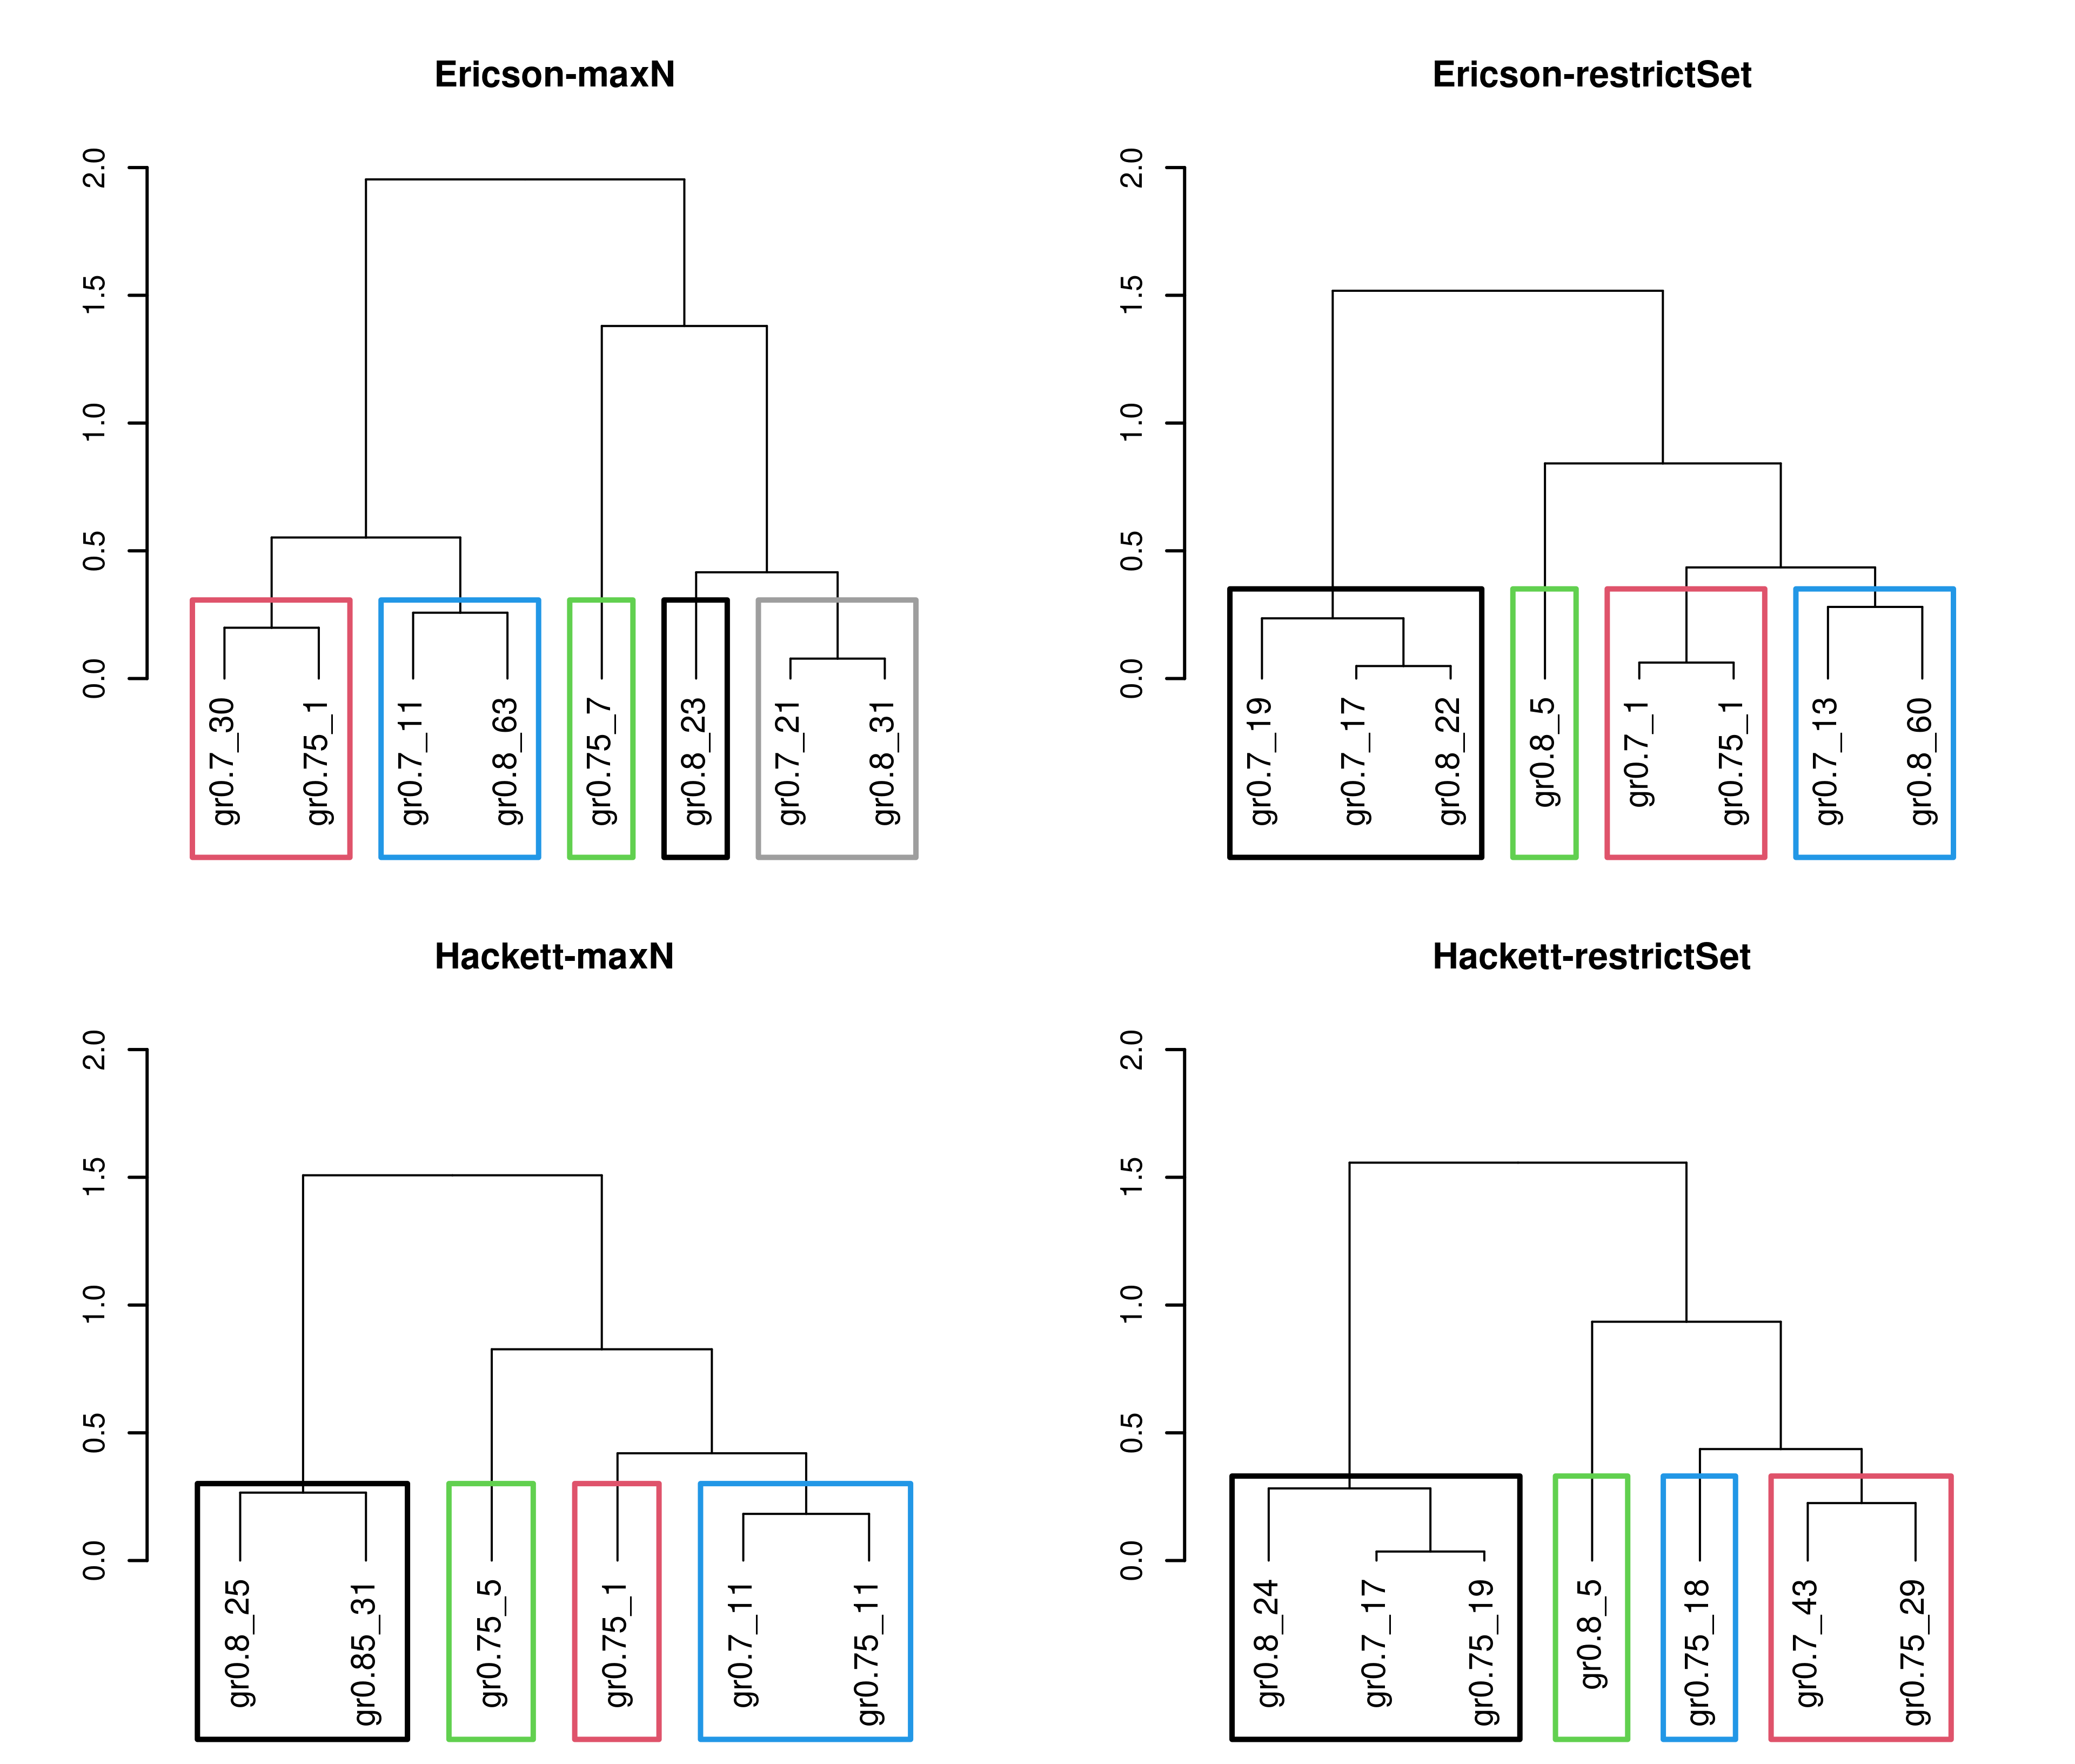 Ericson-maxN
2.0
1.5
1.0
0.5
0.0
gr0.7_30
gr0.75_1
gr0.7_11
gr0.8_63
gr0.75_7
gr0.8_23
gr0.7_21
gr0.8_31
Ericson-restrictSet
2.0
1.5
1.0
0.5
0.0
gr0.7_19
gr0.7_17
gr0.8_22
gr0.8_5
gr0.7_1
gr0.75_1
gr0.7_13
gr0.8_60
Hackett-maxN
2.0
1.5
1.0
0.5
0.0
gr0.8_25
gr0.85_31
gr0.75_5
gr0.75_1
gr0.7_11
gr0.75_11
Hackett-restrictSet
2.0
1.5
1.0
0.5
0.0
gr0.8_24
gr0.7_17
gr0.75_19
gr0.8_5
gr0.75_18
gr0.7_43
gr0.75_29